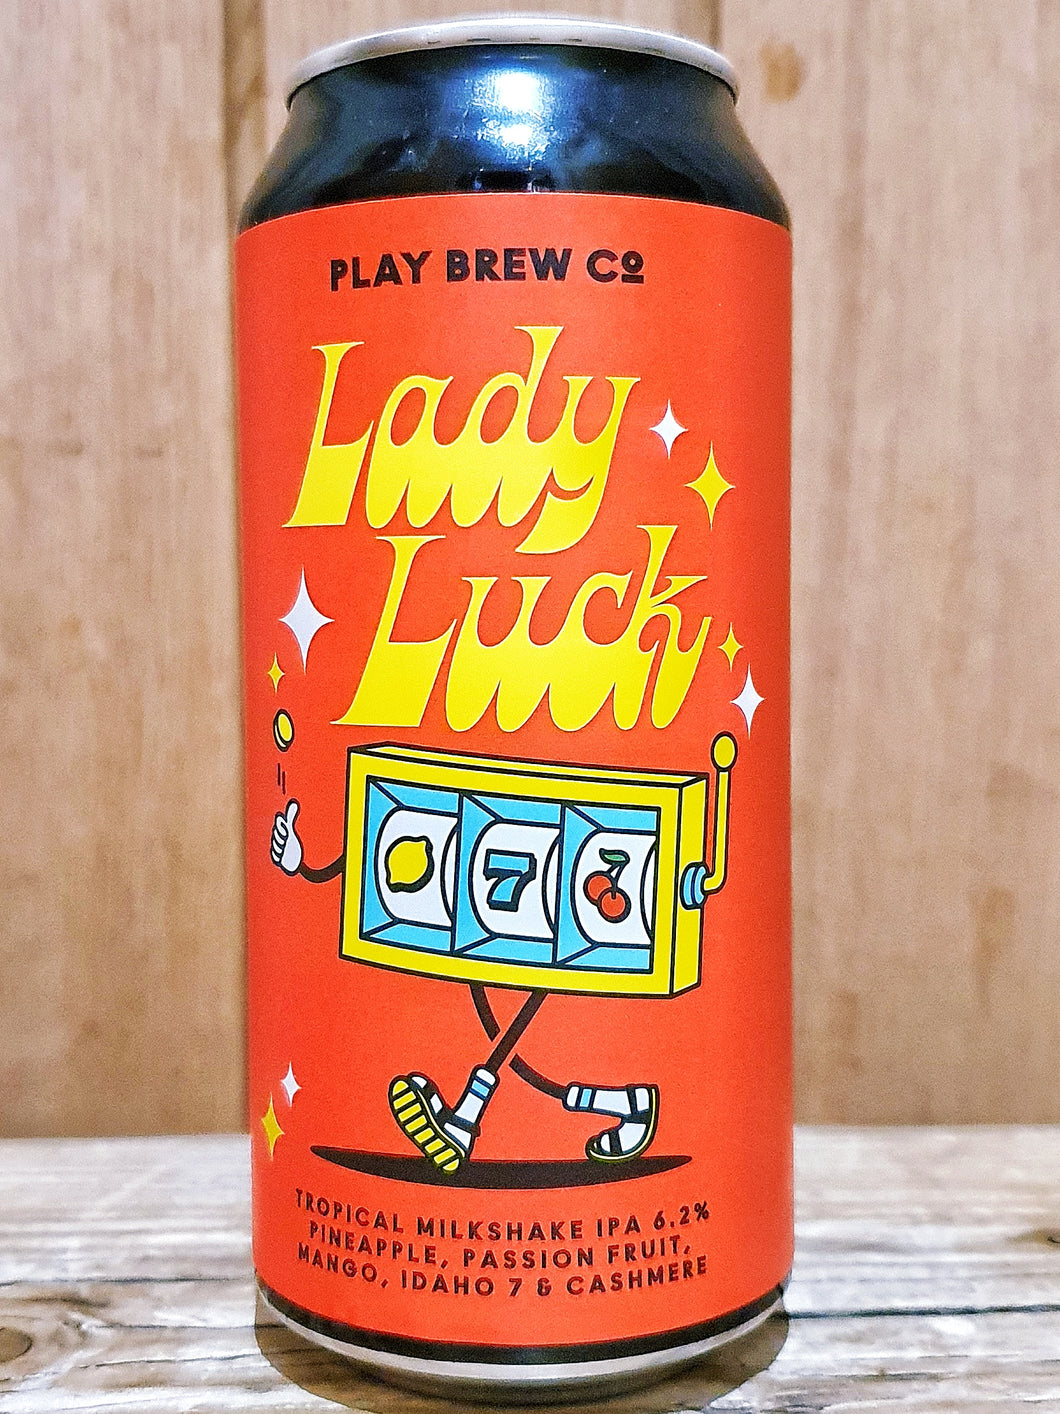 PLAY BREW Co
Lady
Luck
7
TROPICAL MILKSHAKE IPA 6.2%
PINEAPPLE, PASSION FRUIT,
MANGO, IDAHO 7 & CASHMERE